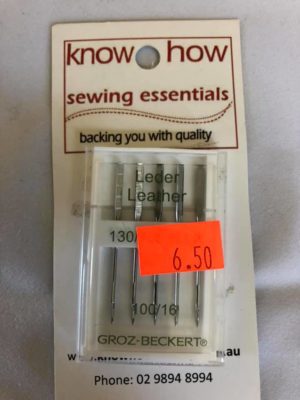 know how
sewing essentials
backing you with quality
Leder
Leather
130/
6.50
100/16
GROZ-BECKERT®
.au
Phone: 02 9894 8994